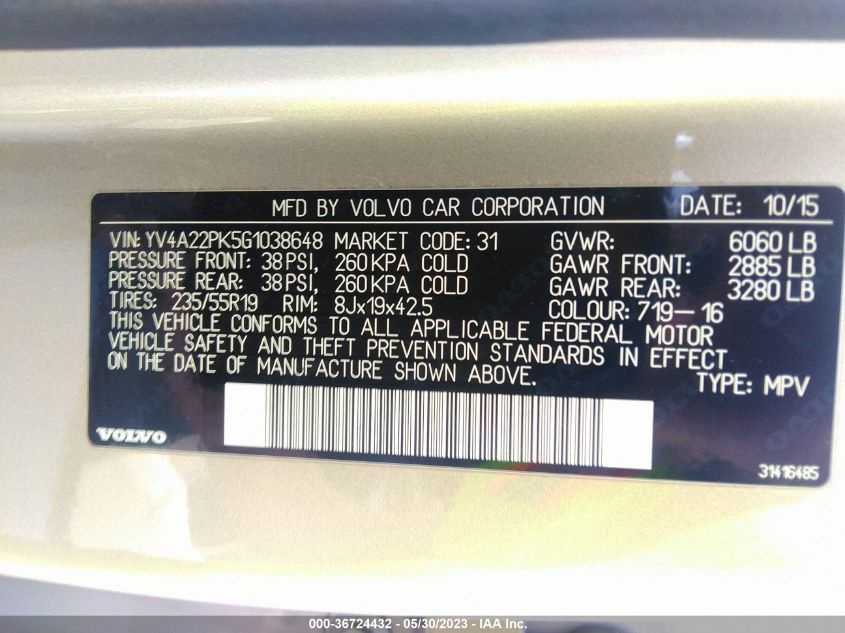 MFD BY VOLVO CAR CORPORATION DATE: 10/15
VIN: YV4A22PK5G1038648 MARKET CODE: 31 GVWR: 6060 LB
PRESSURE FRONT: 38 PSI, 260 KPA COLD GAWR FRONT: 2885 LB
PRESSURE REAR: 38 PSI, 260 KPA COLD GAWR REAR: 3280 LB
TIRES: 235/55R19 RIM: 8Jx19x42.5 COLOUR: 719-16
THIS VEHICLE CONFORMS TO ALL APPLICABLE FEDERAL MOTOR
VEHICLE SAFETY AND THEFT PREVENTION STANDARDS IN EFFECT
ON THE DATE OF MANUFACTURE SHOWN ABOVE.
TYPE: MPV
VOLVO
31416485
000-36724432 - 05/30/2023 - IAA Inc.